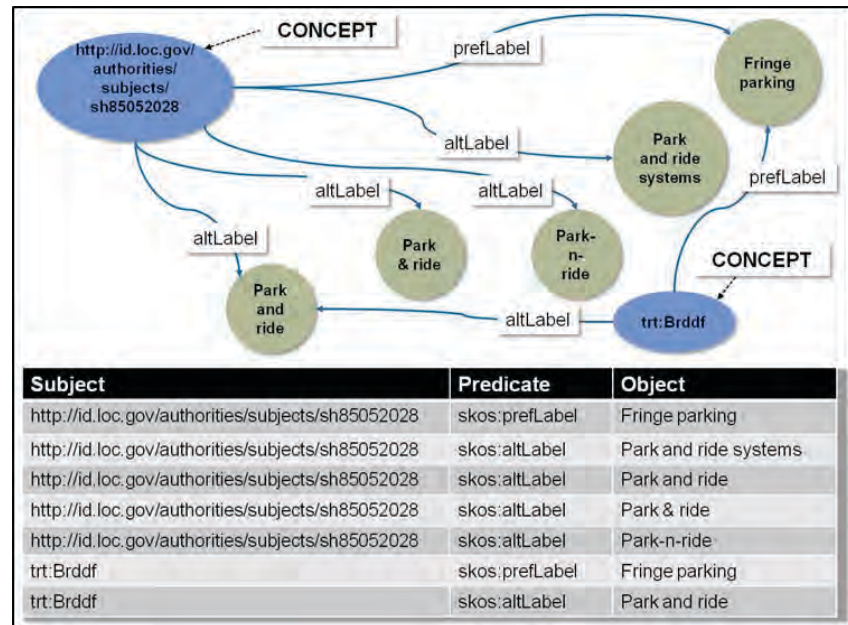 http://id.loc.gov/
authorities/
subjects/
sh85052028
CONCEPT
prefLabel
Fringe
parking
altLabel
Park
and ride
systems
prefLabel
altLabel
altLabel
altLabel
Park
& ride
Park-
n-
ride
CONCEPT
Park
and
ride
altLabel
trt:Brddf
Subject Predicate Object
http://id.loc.gov/authorities/subjects/sh85052028 skos:prefLabel Fringe parking
http://id.loc.gov/authorities/subjects/sh85052028 skos:altLabel Park and ride systems
http://id.loc.gov/authorities/subjects/sh85052028 skos:altLabel Park and ride
http://id.loc.gov/authorities/subjects/sh85052028 skos:altLabel Park & ride
http://id.loc.gov/authorities/subjects/sh85052028 skos:altLabel Park-n-ride
trt:Brddf skos:prefLabel Fringe parking
trt:Brddf skos:altLabel Park and ride